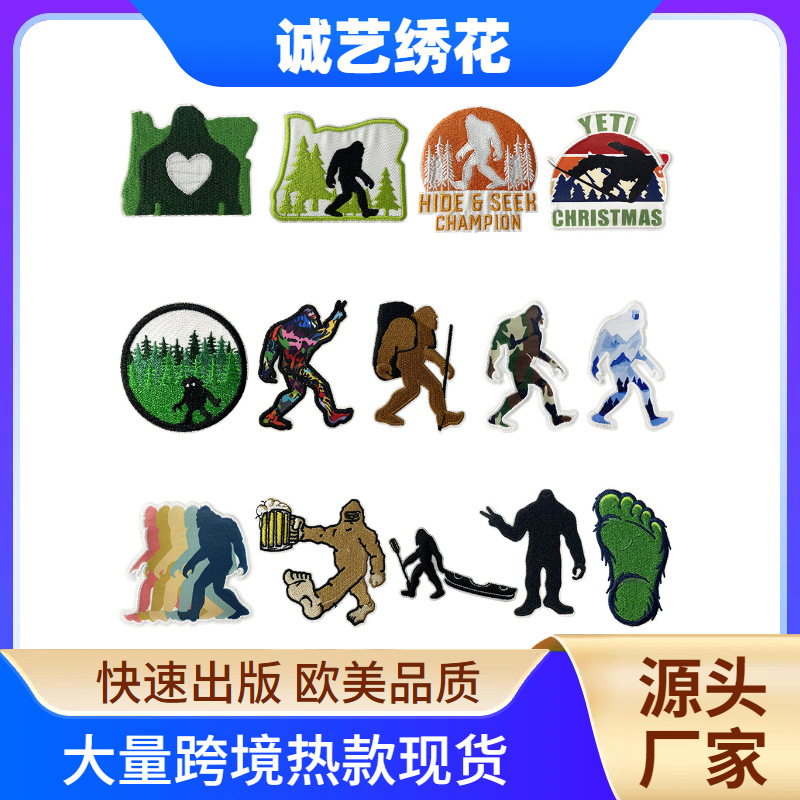 诚艺绣花
YETI
HIDE & SEEK
CHAMPION
CHRISTMAS
快速出版 欧美品质
大量跨境热款现货
源头
厂家